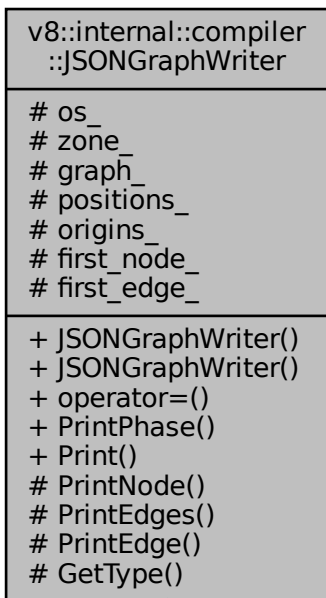 v8::internal::compiler
::JSONGraphWriter
# os_
# zone_
# graph_
# positions_
# origins_
# first_node_
# first_edge_
+ JSONGraphWriter()
+ JSONGraphWriter()
+ operator=()
+ PrintPhase()
+ Print()
# PrintNode()
# PrintEdges()
# PrintEdge()
# GetType()